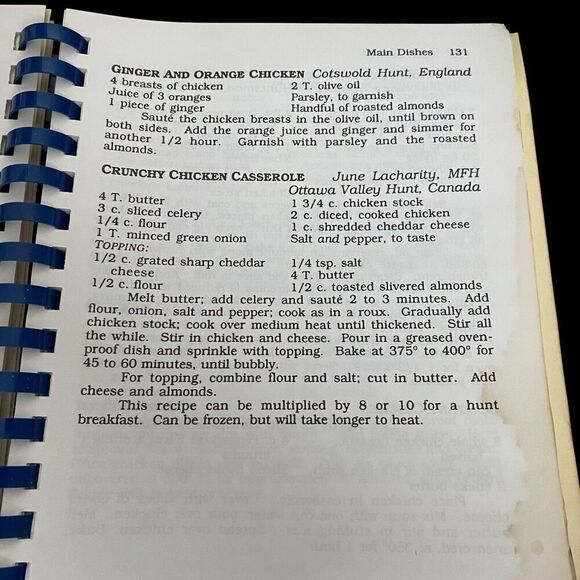 Main Dishes 131
GINGER AND ORANGE CHICKEN Cotswold Hunt, England
4 breasts of chicken 2 T. olive oil
Juice of 3 oranges Parsley, to garnish
1 piece of ginger Handful of roasted almonds
Sauté the chicken breasts in the olive oil, until brown on
both sides. Add the orange juice and ginger and simmer for
another 1/2 hour. Garnish with parsley and the roasted
almonds.
CRUNCHY CHICKEN CASSEROLE June Lacharity, MFH
Ottawa Valley Hunt, Canada
4 T. butter 1 3/4 c. chicken stock
3 c. sliced celery 2 c. diced, cooked chicken
1/4 c. flour 1 c. shredded cheddar cheese
1 T. minced green onion Salt and pepper, to taste
TOPPING:
1/2 c. grated sharp cheddar 1/4 tsp. salt
cheese 4 T. butter
1/2 c. flour 1/2 c. toasted slivered almonds
Melt butter; add celery and sauté 2 to 3 minutes. Add
flour, onion, salt and pepper; cook as in a roux. Gradually add
chicken stock; cook over medium heat until thickened. Stir all
the while. Stir in chicken and cheese. Pour in a greased oven-
proof dish and sprinkle with topping. Bake at 375° to 400° for
45 to 60 minutes, until bubbly.
For topping, combine flour and salt; cut in butter. Add
cheese and almonds.
This recipe can be multiplied by 8 or 10 for a hunt
breakfast. Can be frozen, but will take longer to heat.